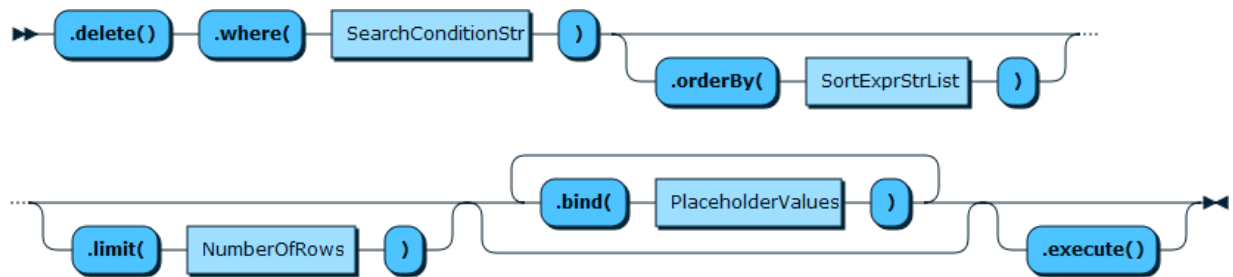 .delete() .where( SearchConditionStr )
.orderBy( SortExprStrList )
.bind( PlaceholderValues )
.limit( NumberOfRows ) .execute()